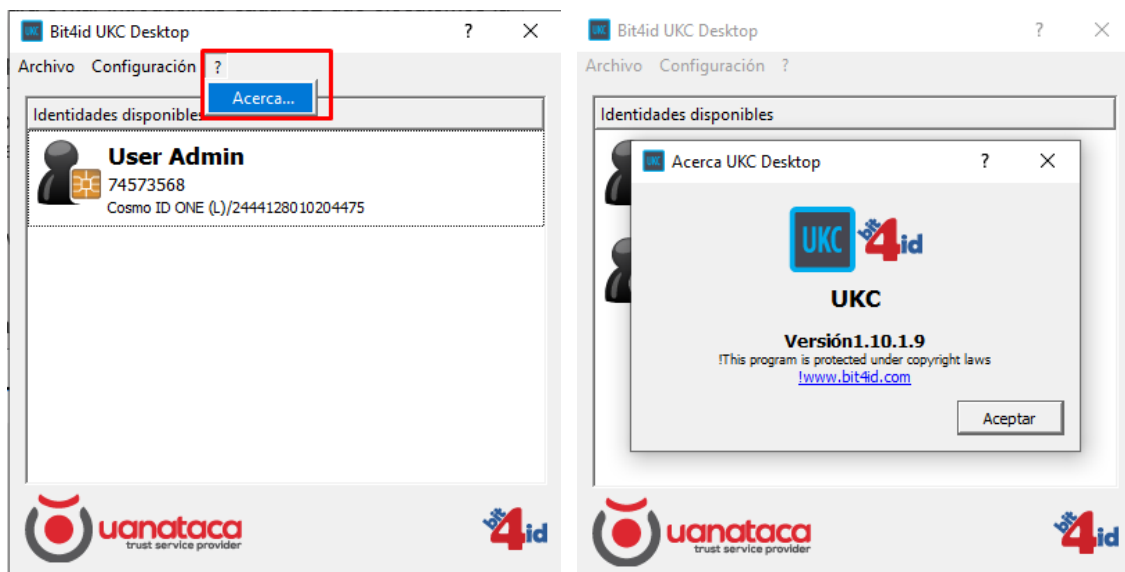 Bit4id UKC Desktop
Archivo Configuración ?
Acerca...
Identidades disponibles
User Admin
74573568
Cosmo ID ONE (L)/2444128010204475
uanataca
trust service provider
bit4id
Bit4id UKC Desktop
Archivo Configuración ?
Identidades disponibles
UKC Acerca UKC Desktop
UKC bit4id
UKC
Versión1.10.1.9
!This program is protected under copyright laws
!www.bit4id.com
Aceptar
uanataca
trust service provider
bit4id